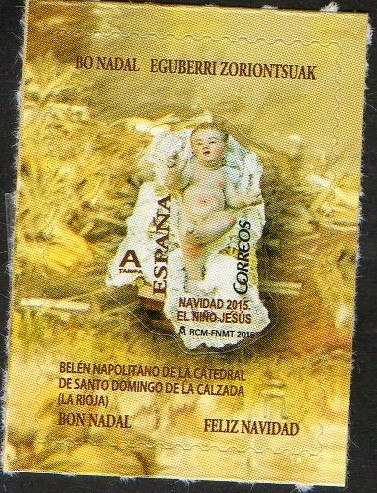 BO NADAL EGUBERRI ZORIONTSUAK
A
TARIFA
ESPAÑA
CORREOS
NAVIDAD 2015.
EL NIÑO JESÚS
RCM-FNMT 2015
BELÉN NAPOLITANO DE LA CATEDRAL
DE SANTO DOMINGO DE LA CALZADA
(LA RIOJA)
BON NADAL FELIZ NAVIDAD